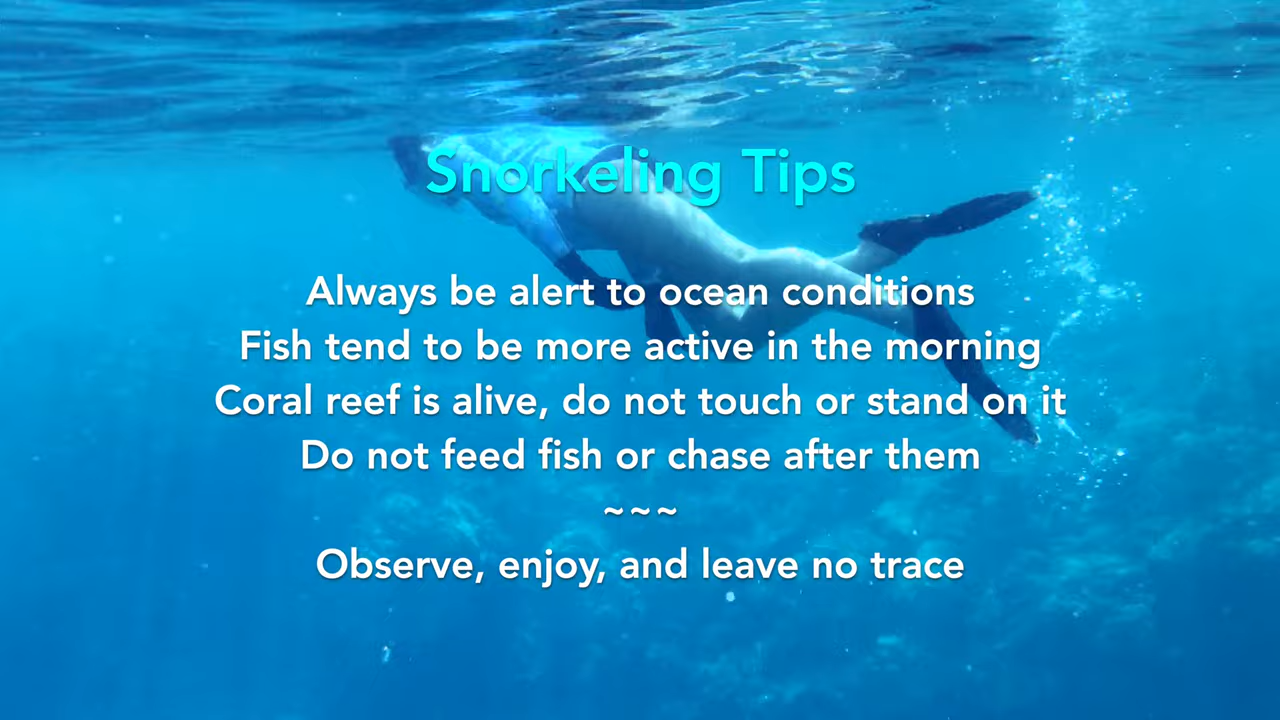 Snorkeling Tips
Always be alert to ocean conditions
Fish tend to be more active in the morning
Coral reef is alive, do not touch or stand on it
Do not feed fish or chase after them
~~~
Observe, enjoy, and leave no trace